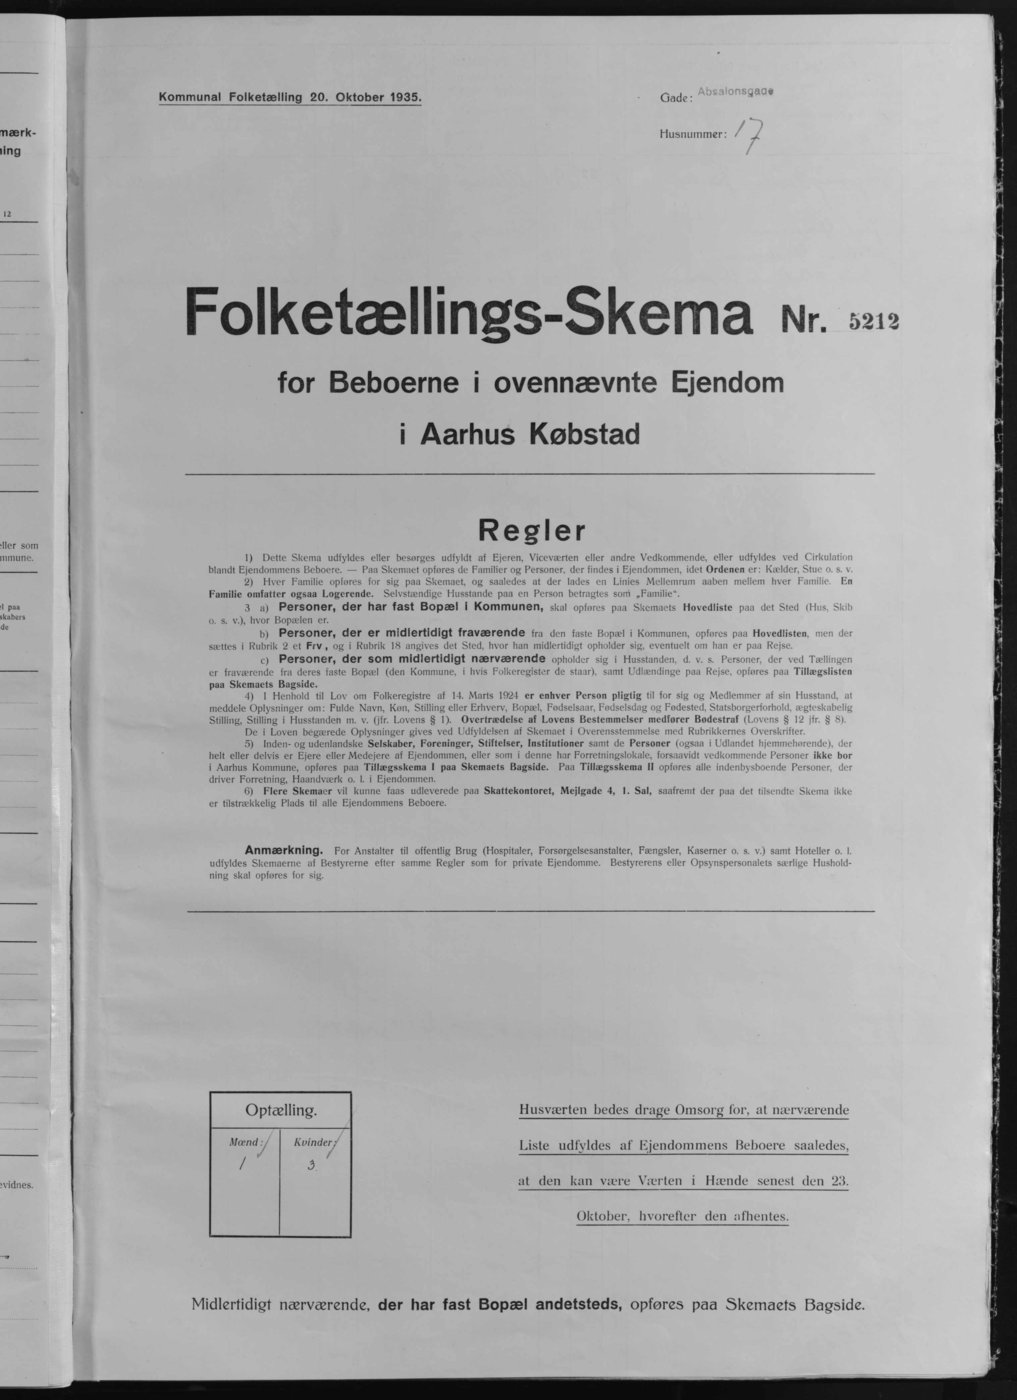 mærk-
ning
12
eller som
mmune.
el paa
skabers
de
evidnes.
Kommunal Folketælling 20. Oktober 1935.
Gade: Absalonsgade
Husnummer: 17
Folketællings-Skema Nr. 5212
for Beboerne i ovennævnte Ejendom
i Aarhus Købstad
Regler
1) Dette Skema udfyldes eller besørges udfyldt af Ejeren, Viceværten eller andre Vedkommende, eller udfyldes ved Cirkulation
blandt Ejendommens Beboere. — Paa Skemaet opføres de Familier og Personer, der findes i Ejendommen, idet Ordenen er: Kælder, Stue o. s. v.
2) Hver Familie opføres for sig paa Skemaet, og saaledes at der lades en Linies Mellemrum aaben mellem hver Familie. En
Familie omfatter ogsaa Logerende. Selvstændige Husstande paa en Person betragtes som „Familie“.
3 a) Personer, der har fast Bopæl i Kommunen, skal opføres paa Skemaets Hovedliste paa det Sted (Hus, Skib
o. s. v.), hvor Bopælen er.
b) Personer, der er midlertidigt fraværende fra den faste Bopæl i Kommunen, opføres paa Hovedlisten, men der
sættes i Rubrik 2 et Frv, og i Rubrik 18 angives det Sted, hvor han midlertidigt opholder sig, eventuelt om han er paa Rejse.
c) Personer, der som midlertidigt nærværende opholder sig i Husstanden, d. v. s. Personer, der ved Tællingen
er fraværende fra deres faste Bopæl (den Kommune, i hvis Folkeregister de staar), samt Udlændinge paa Rejse, opføres paa Tillægslisten
paa Skemaets Bagside.
4) I Henhold til Lov om Folkeregistre af 14. Marts 1924 er enhver Person pligtig til for sig og Medlemmer af sin Husstand, at
meddele Oplysninger om: Fulde Navn, Køn, Stilling eller Erhverv, Bopæl, Fødselsaar, Fødselsdag og Fødested, Statsborgerforhold, ægteskabelig
Stilling, Stilling i Husstanden m. v. (jfr. Lovens § 1). Overtrædelse af Lovens Bestemmelser medfører Bødestraf (Lovens § 12 jfr. § 8).
De i Loven begærede Oplysninger gives ved Udfyldelsen af Skemaet i Overensstemmelse med Rubrikkernes Overskrifter.
5) Inden- og udenlandske Selskaber, Foreninger, Stiftelser, Institutioner samt de Personer (ogsaa i Udlandet hjemmehørende), der
helt eller delvis er Ejere eller Medejere af Ejendommen, eller som i denne har Forretningslokale, forsaavidt vedkommende Personer ikke bor
i Aarhus Kommune, opføres paa Tillægsskema I paa Skemaets Bagside. Paa Tillægsskema II opføres alle indenbysboende Personer, der
driver Forretning, Haandværk o. l. i Ejendommen.
6) Flere Skemaer vil kunne faas udleverede paa Skattekontoret, Mejlgade 4, 1. Sal, saafremt der paa det tilsendte Skema ikke
er tilstrækkelig Plads til alle Ejendommens Beboere.
Anmærkning. For Anstalter til offentlig Brug (Hospitaler, Forsørgelsesanstalter, Fængsler, Kaserner o. s. v.) samt Hoteller o. l.
udfyldes Skemaerne af Bestyrerne efter samme Regler som for private Ejendomme. Bestyrerens eller Opsynspersonalets særlige Hushold-
ning skal opføres for sig.
Optælling.
Mænd: Kvinder:
1 3
Husværten bedes drage Omsorg for, at nærværende
Liste udfyldes af Ejendommens Beboere saaledes,
at den kan være Værten i Hænde senest den 23.
Oktober, hvorefter den afhentes.
Midlertidigt nærværende, der har fast Bopæl andetsteds, opføres paa Skemaets Bagside.